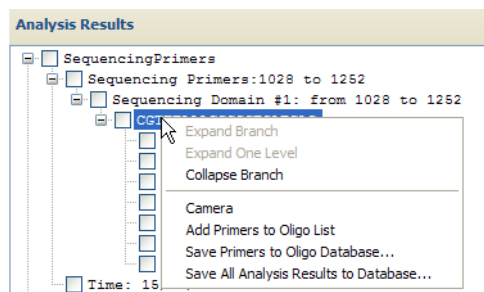 Analysis Results
SequencingPrimers
Sequencing Primers:1028 to 1252
Sequencing Domain #1: from 1028 to 1252
Expand Branch
Expand One Level
Collapse Branch
Camera
Add Primers to Oligo List
Save Primers to Oligo Database...
Save All Analysis Results to Database...
Time: 15